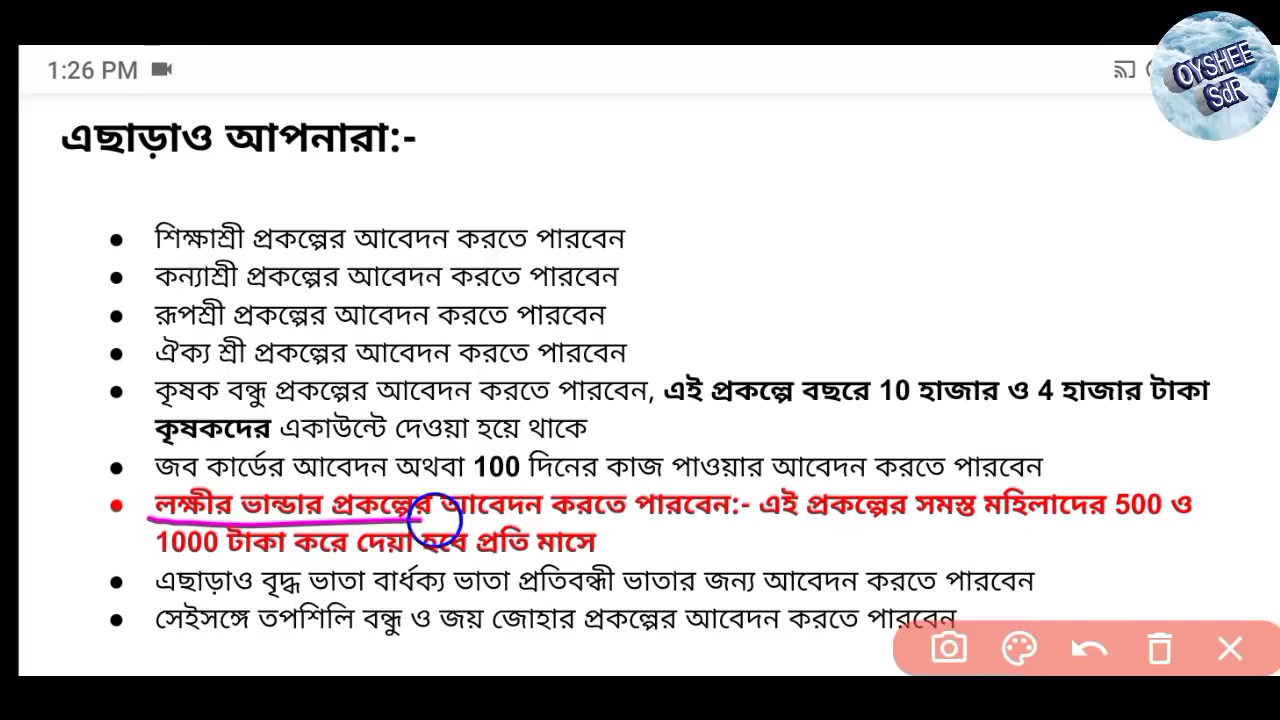 1:26 PM
OYSHEE
SdR
এছাড়াও আপনারা:-
● শিক্ষাশ্রী প্রকল্পের আবেদন করতে পারবেন
● কন্যাশ্রী প্রকল্পের আবেদন করতে পারবেন
● রূপশ্রী প্রকল্পের আবেদন করতে পারবেন
● ঐক্য শ্রী প্রকল্পের আবেদন করতে পারবেন
● কৃষক বন্ধু প্রকল্পের আবেদন করতে পারবেন, এই প্রকল্পে বছরে 10 হাজার ও 4 হাজার টাকা
কৃষকদের একাউন্টে দেওয়া হয়ে থাকে
● জব কার্ডের আবেদন অথবা 100 দিনের কাজ পাওয়ার আবেদন করতে পারবেন
● লক্ষীর ভান্ডার প্রকল্পের আবেদন করতে পারবেন:- এই প্রকল্পের সমস্ত মহিলাদের 500 ও
1000 টাকা করে দেয়া হবে প্রতি মাসে
● এছাড়াও বৃদ্ধ ভাতা বার্ধক্য ভাতা প্রতিবন্ধী ভাতার জন্য আবেদন করতে পারবেন
● সেইসঙ্গে তপশিলি বন্ধু ও জয় জোহার প্রকল্পের আবেদন করতে পারবেন